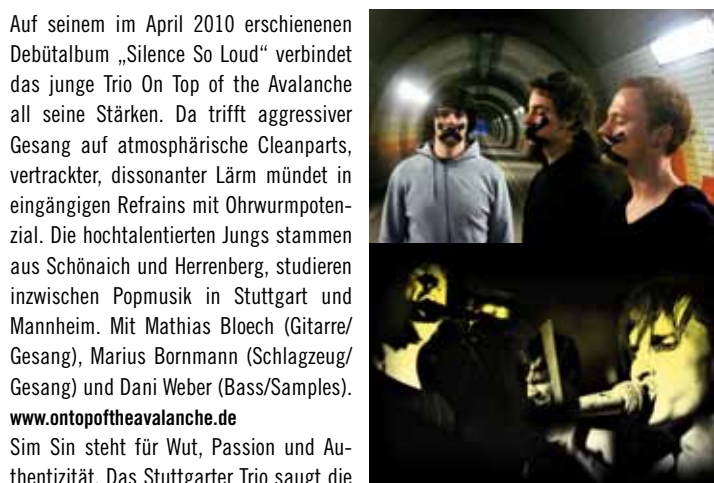 Auf seinem im April 2010 erschienenen
Debütalbum „Silence So Loud“ verbindet
das junge Trio On Top of the Avalanche
all seine Stärken. Da trifft aggressiver
Gesang auf atmosphärische Cleanparts,
vertrackter, dissonanter Lärm mündet in
eingängigen Refrains mit Ohrwurmpoten-
zial. Die hochtalentierten Jungs stammen
aus Schönaich und Herrenberg, studieren
inzwischen Popmusik in Stuttgart und
Mannheim. Mit Mathias Bloech (Gitarre/
Gesang), Marius Bornmann (Schlagzeug/
Gesang) und Dani Weber (Bass/Samples).
www.ontopoftheavalanche.de
Sim Sin steht für Wut, Passion und Au-
thentizität. Das Stuttgarter Trio saugt die